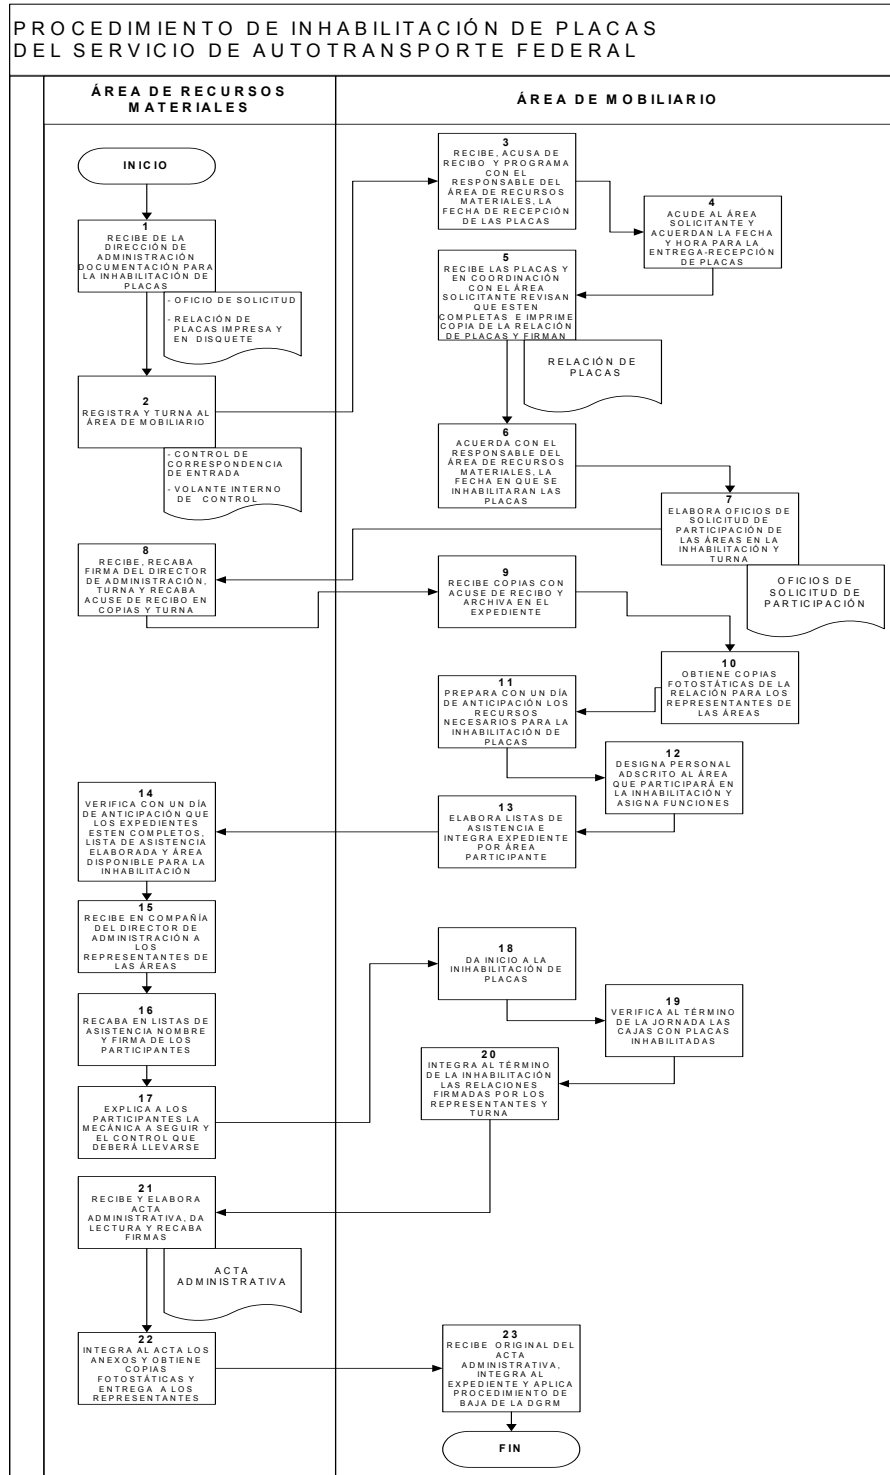 PROCEDIMIENTO DE INHABILITACIÓN DE PLACAS
DEL SERVICIO DE AUTOTRANSPORTE FEDERAL
ÁREA DE RECURSOS
MATERIALES
ÁREA DE MOBILIARIO
INICIO
1
RECIBE DE LA
DIRECCIÓN DE
ADMINISTRACIÓN
DOCUMENTACIÓN PARA
LA INHABILITACIÓN DE
PLACAS
- OFICIO DE SOLICITUD
- RELACIÓN DE
PLACAS IMPRESA Y
EN DISQUETE
2
REGISTRA Y TURNA AL
ÁREA DE MOBILIARIO
- CONTROL DE
CORRESPONDENCIA
DE ENTRADA
- VOLANTE INTERNO
DE CONTROL
3
RECIBE, ACUSA DE
RECIBO Y PROGRAMA
CON EL
RESPONSABLE DEL
ÁREA DE RECURSOS
MATERIALES, LA
FECHA DE RECEPCIÓN
DE LAS PLACAS
4
ACUDE AL ÁREA
SOLICITANTE Y
ACUERDAN LA FECHA
Y HORA PARA LA
ENTREGA-RECEPCIÓN
DE PLACAS
5
RECIBE LAS PLACAS Y
EN COORDINACIÓN
CON EL ÁREA
SOLICITANTE REVISAN
QUE ESTEN
COMPLETAS E IMPRIME
COPIA DE LA RELACIÓN
DE PLACAS Y FIRMAN
RELACIÓN DE
PLACAS
6
ACUERDA CON EL
RESPONSABLE DEL
ÁREA DE RECURSOS
MATERIALES, LA
FECHA EN QUE SE
INHABILITARAN LAS
PLACAS
7
ELABORA OFICIOS DE
SOLICITUD DE
PARTICIPACIÓN DE
LAS ÁREAS EN LA
INHABILITACIÓN Y
TURNA
OFICIOS DE
SOLICITUD DE
PARTICIPACIÓN
8
RECIBE, RECABA
FIRMA DEL DIRECTOR
DE ADMINISTRACIÓN,
TURNA Y RECABA
ACUSE DE RECIBO EN
COPIAS Y TURNA
9
RECIBE COPIAS CON
ACUSE DE RECIBO Y
ARCHIVA EN EL
EXPEDIENTE
10
OBTIENE COPIAS
FOTOSTÁTICAS DE LA
RELACIÓN PARA LOS
REPRESENTANTES DE
LAS ÁREAS
11
PREPARA CON UN DÍA
DE ANTICIPACIÓN LOS
RECURSOS
NECESARIOS PARA LA
INHABILITACIÓN DE
PLACAS
12
DESIGNA PERSONAL
ADSCRITO AL ÁREA
QUE PARTICIPARÁ EN
LA INHABILITACIÓN Y
ASIGNA FUNCIONES
13
ELABORA LISTAS DE
ASISTENCIA E
INTEGRA EXPEDIENTE
POR ÁREA
PARTICIPANTE
14
VERIFICA CON UN DÍA
DE ANTICIPACIÓN QUE
LOS EXPEDIENTES
ESTEN COMPLETOS,
LISTA DE ASISTENCIA
ELABORADA Y ÁREA
DISPONIBLE PARA LA
INHABILITACIÓN
15
RECIBE EN COMPAÑÍA
DEL DIRECTOR DE
ADMINISTRACIÓN A
LOS
REPRESENTANTES DE
LAS ÁREAS
16
RECABA EN LISTAS DE
ASISTENCIA NOMBRE
Y FIRMA DE LOS
PARTICIPANTES
17
EXPLICA A LOS
PARTICIPANTES LA
MECÁNICA A SEGUIR Y
EL CONTROL QUE
DEBERÁ LLEVARSE
18
DA INICIO A LA
INIHABILITACIÓN DE
PLACAS
19
VERIFICA AL TÉRMINO
DE LA JORNADA LAS
CAJAS CON PLACAS
INHABILITADAS
20
INTEGRA AL TÉRMINO
DE LA INHABILITACIÓN
LAS RELACIONES
FIRMADAS POR LOS
REPRESENTANTES Y
TURNA
21
RECIBE Y ELABORA
ACTA
ADMINISTRATIVA, DA
LECTURA Y RECABA
FIRMAS
ACTA
ADMINISTRATIVA
22
INTEGRA AL ACTA LOS
ANEXOS Y OBTIENE
COPIAS
FOTOSTÁTICAS Y
ENTREGA A LOS
REPRESENTANTES
23
RECIBE ORIGINAL DEL
ACTA
ADMINISTRATIVA,
INTEGRA AL
EXPEDIENTE Y APLICA
PROCEDIMIENTO DE
BAJA DE LA DGRM
FIN